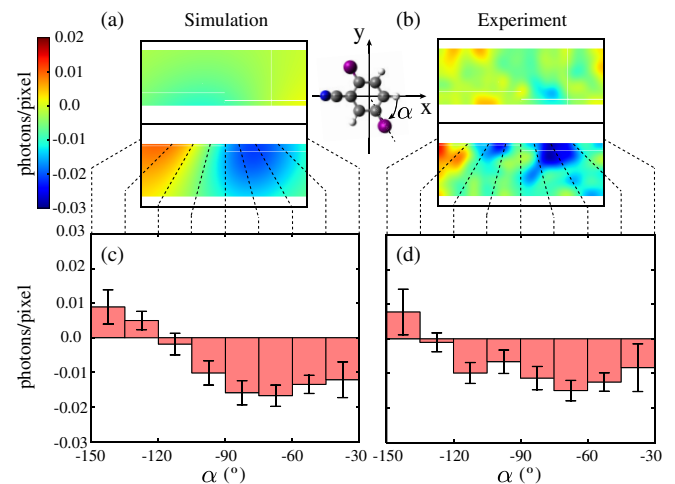 (a) Simulation
(b) Experiment
photons/pixel
0.02
0.01
0.0
-0.01
-0.02
-0.03
y
x
α
(c)
(d)
photons/pixel
0.03
0.02
0.01
0.0
-0.01
-0.02
-0.03
-150 -120 -90 -60 -30
α (°)
-150 -120 -90 -60 -30
α (°)